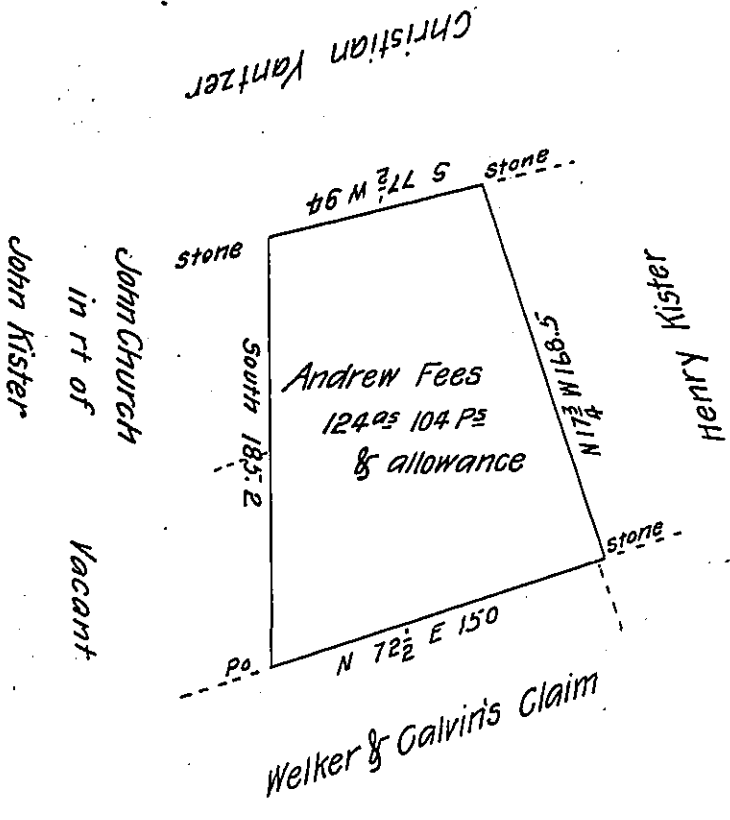 Christian Yantzer
S 77½ W 94
stone
stone
John Church
in rt of
John Kister
South 185.2
Andrew Fees
124as 104 Ps
& allowance
N 17¾ W 168.5
Henry Kister
Vacant
stone
Po
N 72½ E 150
Welker & Calvin's Claim